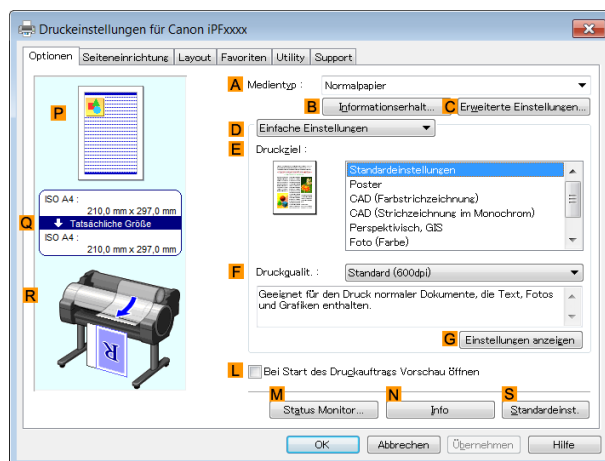 Druckeinstellungen für Canon iPFxxxx
Optionen Seiteneinrichtung Layout Favoriten Utility Support
P
ISO A4 :
210,0 mm x 297,0 mm
Q Tatsächliche Größe
ISO A4 :
210,0 mm x 297,0 mm
R
R
A Medientyp : Normalpapier
B Informationserhalt... C Erweiterte Einstellungen...
D Einfache Einstellungen
E Druckziel :
Standardeinstellungen
Poster
CAD (Farbstrichzeichnung)
CAD (Strichzeichnung im Monochrom)
Perspektivisch, GIS
Foto (Farbe)
F Druckqualit. : Standard (600dpi)
Geeignet für den Druck normaler Dokumente, die Text, Fotos
und Grafiken enthalten.
G Einstellungen anzeigen
L Bei Start des Druckauftrags Vorschau öffnen
M N S
Status Monitor... Info Standardeinst.
OK Abbrechen Übernehmen Hilfe